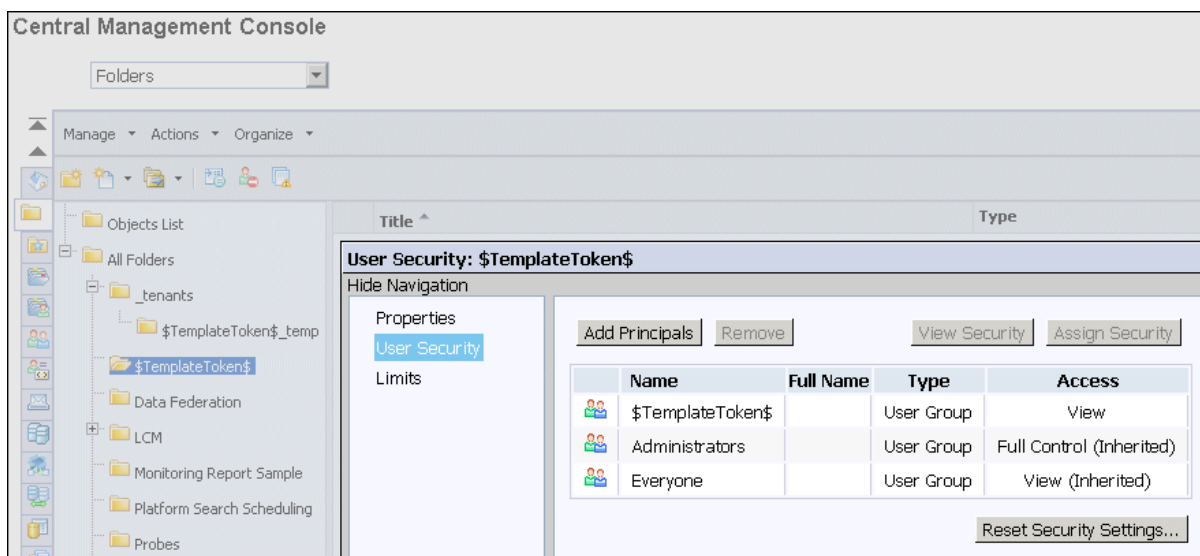 Central Management Console
Folders
Manage Actions Organize
Objects List
All Folders
_tenants
$TemplateToken$_temp
$TemplateToken$
Data Federation
LCM
Monitoring Report Sample
Platform Search Scheduling
Probes
Title Type
User Security: $TemplateToken$
Hide Navigation
Properties
User Security
Limits
Add Principals Remove View Security Assign Security
Name Full Name Type Access
$TemplateToken$ User Group View
Administrators User Group Full Control (Inherited)
Everyone User Group View (Inherited)
Reset Security Settings...